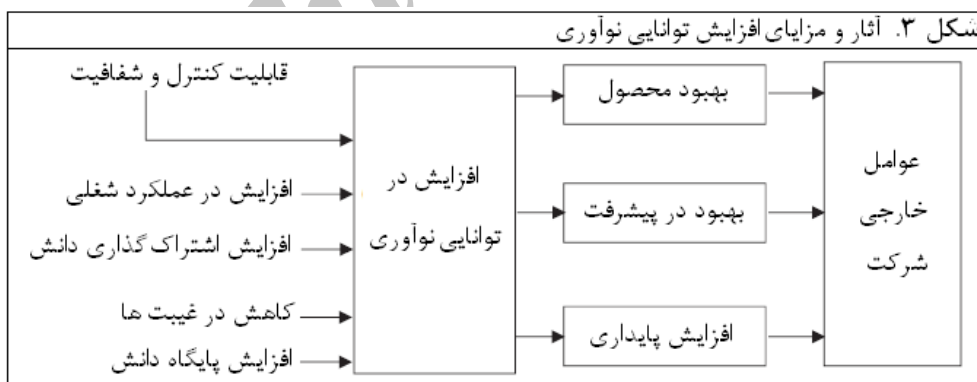 شکل ۳. آثار و مزایای افزایش توانایی نوآوری
قابلیت کنترل و شفافیت
افزایش در عملکرد شغلی
افزایش اشتراک گذاری دانش
کاهش در غیبت ها
افزایش پایگاه دانش
افزایش در
توانایی نوآوری
بهبود محصول
بهبود در پیشرفت
افزایش پایداری
عوامل
خارجی
شرکت